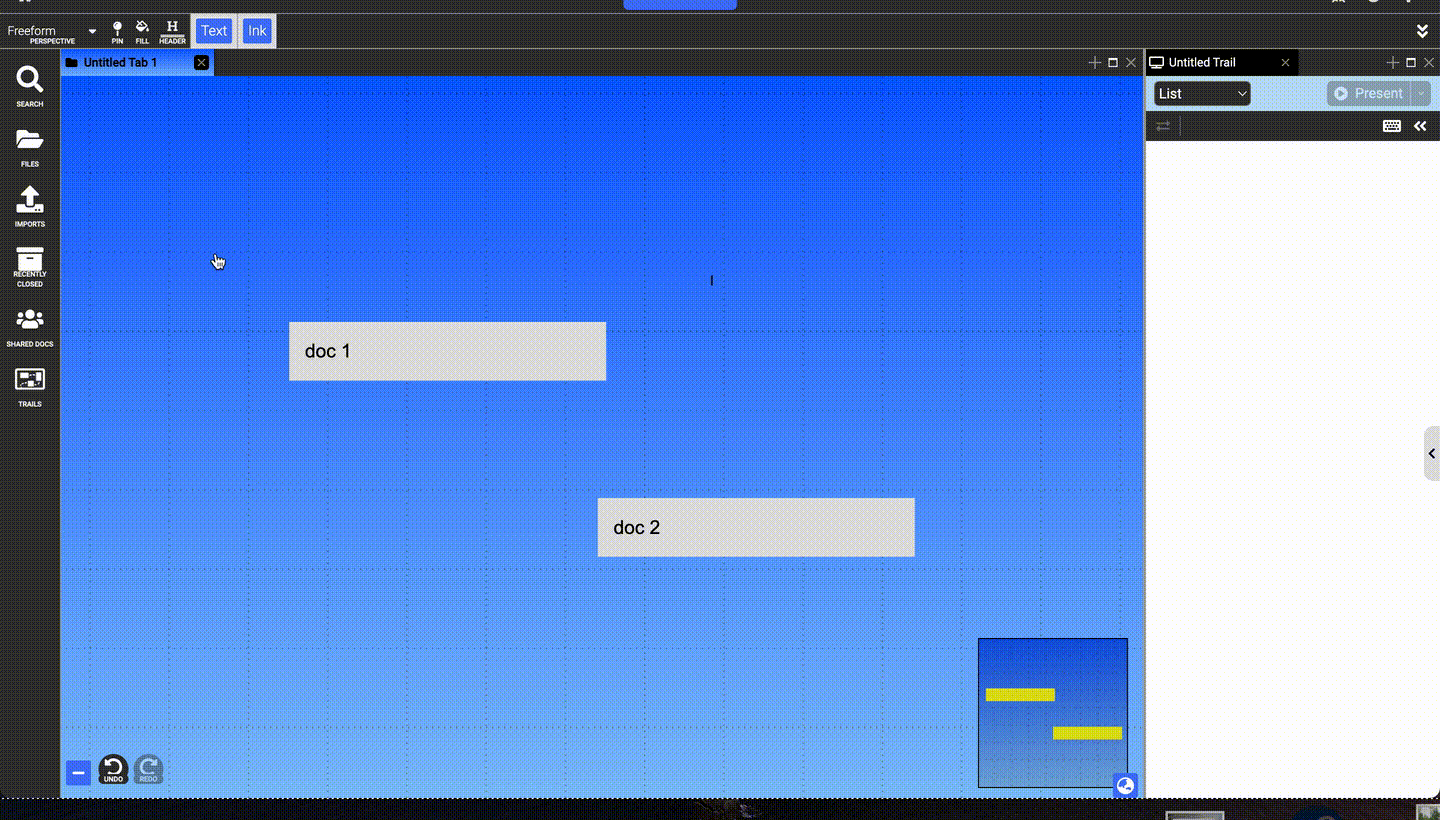 Freeform
PERSPECTIVE
PIN
FILL
HEADER
H
Text
Ink
Untitled Tab 1
Untitled Trail
List
Present
SEARCH
FILES
IMPORTS
RECENTLY
CLOSED
SHARED DOCS
TRAILS
doc 1
doc 2
UNDO
REDO